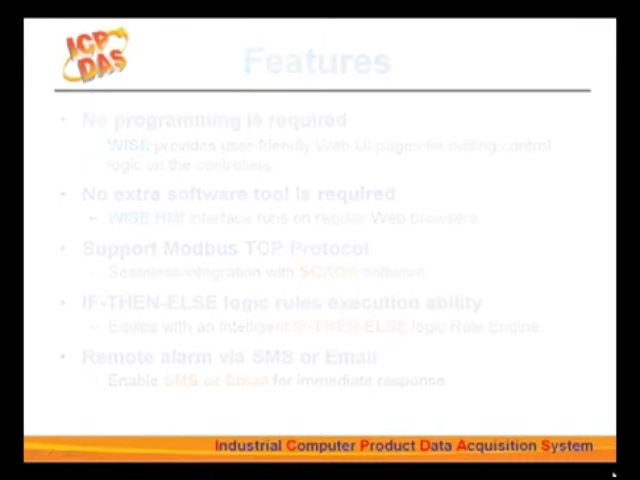 ICP
DAS
Features
• No programming is required
WISE provides user-friendly Web UI pages for editing control
logic on the controllers.
• No extra software tool is required
– WISE HMI interface runs on regular Web browsers
• Support Modbus TCP Protocol
– Seamless integration with SCADA software.
• IF-THEN-ELSE logic rules execution ability
– Equips with an intelligent IF-THEN-ELSE logic Rule Engine
• Remote alarm via SMS or Email
– Enable SMS or Email for immediate response
Industrial Computer Product Data Acquisition System